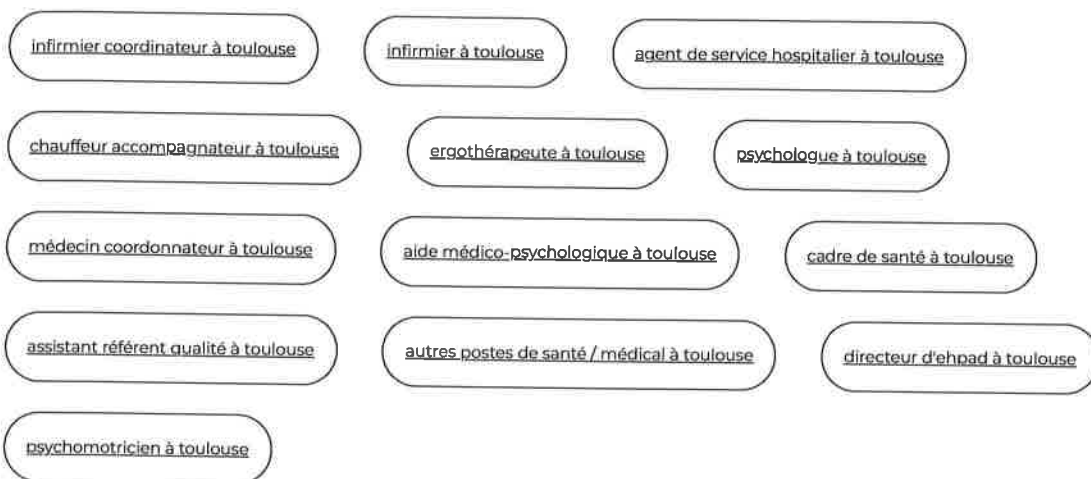 infirmier coordinateur à toulouse
infirmier à toulouse
agent de service hospitalier à toulouse
chauffeur accompagnateur à toulouse
ergothérapeute à toulouse
psychologue à toulouse
médecin coordonnateur à toulouse
aide médico-psychologique à toulouse
cadre de santé à toulouse
assistant référent qualité à toulouse
autres postes de santé / médical à toulouse
directeur d'ehpad à toulouse
psychomotricien à toulouse